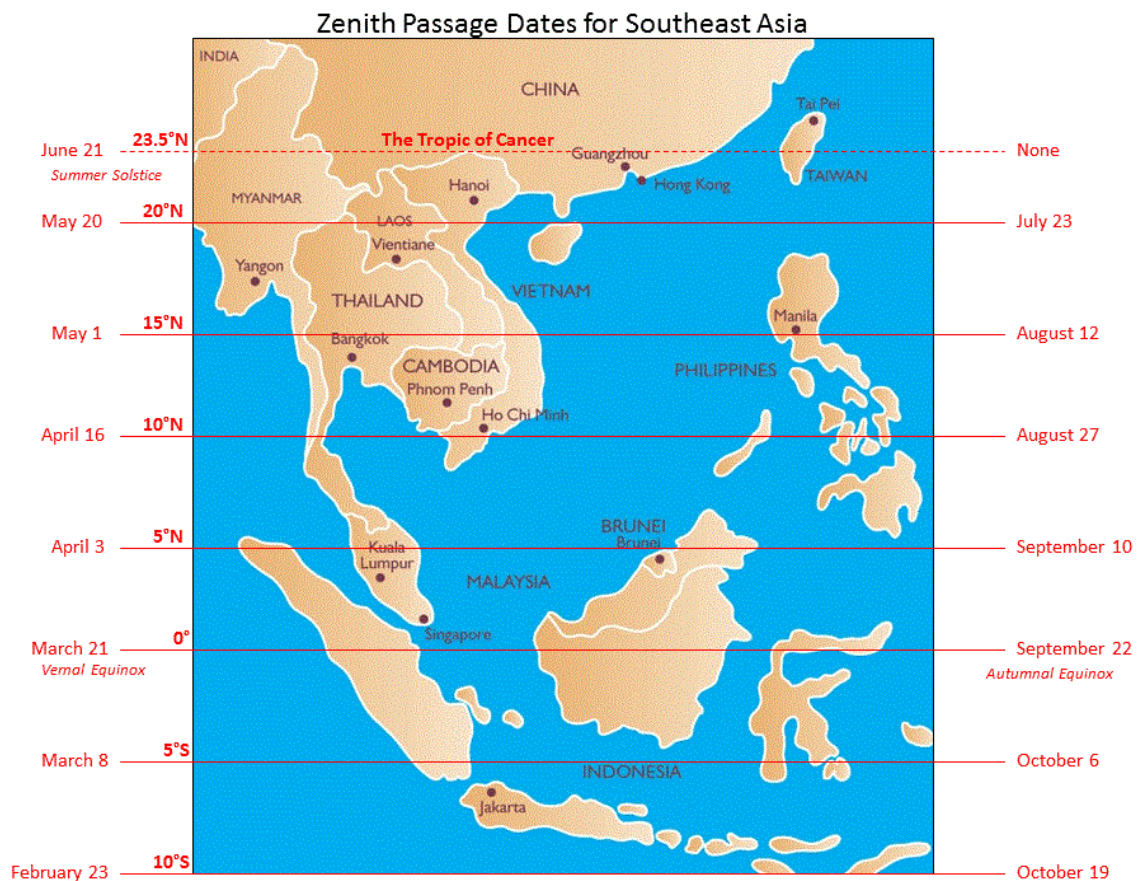 Zenith Passage Dates for Southeast Asia
INDIA
CHINA
Tai Pei
23.5°N
The Tropic of Cancer
June 21
Summer Solstice
None
Guangzhou
Hong Kong
TAIWAN
Hanoi
MYANMAR
20°N
May 20
LAOS
July 23
Vientiane
Yangon
VIETNAM
THAILAND
15°N
May 1
Manila
August 12
Bangkok
CAMBODIA
PHILIPPINES
Phnom Penh
Ho Chi Minh
10°N
April 16
August 27
5°N
April 3
BRUNEI
Brunei
September 10
Kuala
Lumpur
MALAYSIA
Singapore
0°
March 21
Vernal Equinox
September 22
Autumnal Equinox
5°S
March 8
October 6
INDONESIA
Jakarta
10°S
February 23
October 19